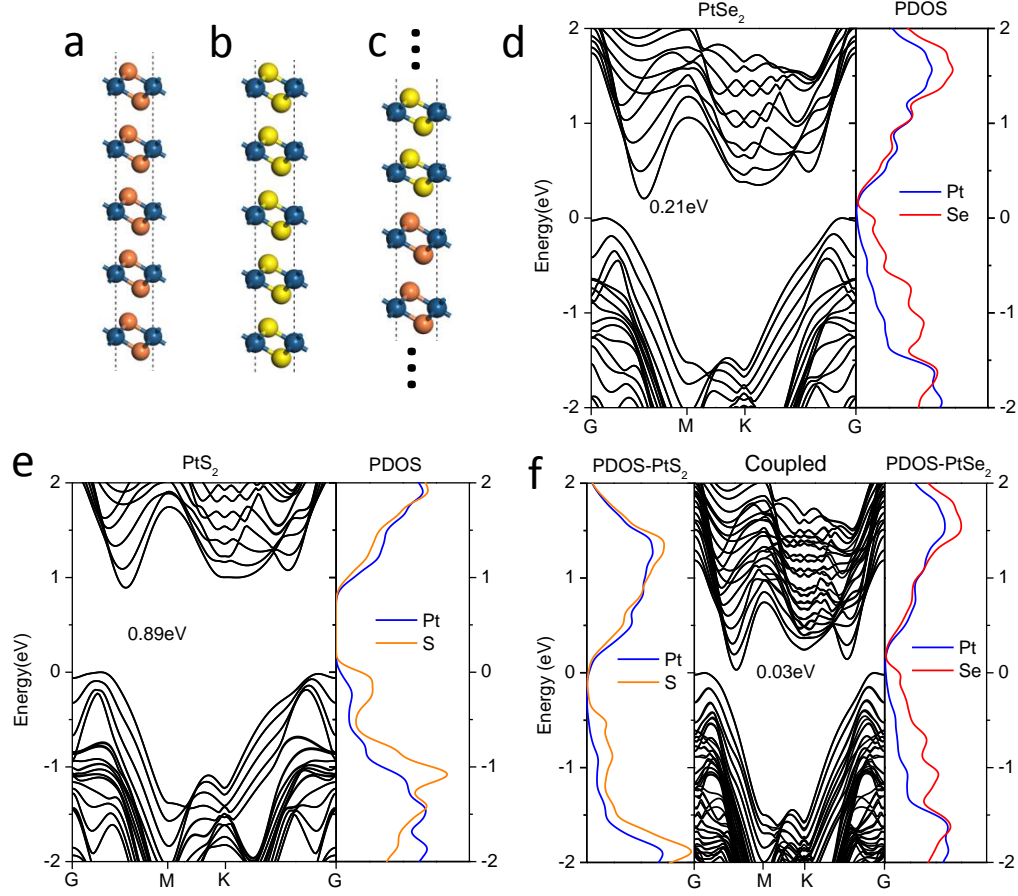 a
b
c
d
PtSe2
PDOS
2
1
0
-1
-2
Energy(eV)
0.21eV
Pt
Se
2
1
0
-1
-2
G
M
K
G
e
PtS2
PDOS
2
1
0
-1
-2
Energy(eV)
0.89eV
Pt
S
2
1
0
-1
-2
G
M
K
G
f
PDOS-PtS2
Coupled
PDOS-PtSe2
2
1
0
-1
-2
Energy (eV)
Pt
S
0.03eV
Pt
Se
2
1
0
-1
-2
G
M
K
G